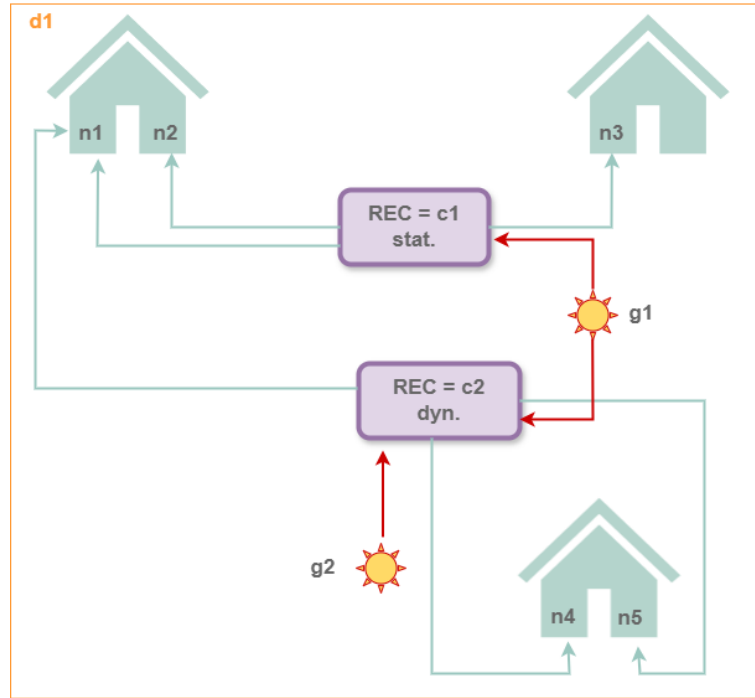 d1
n1 n2
n3
REC = c1
stat.
g1
REC = c2
dyn.
g2
n4 n5